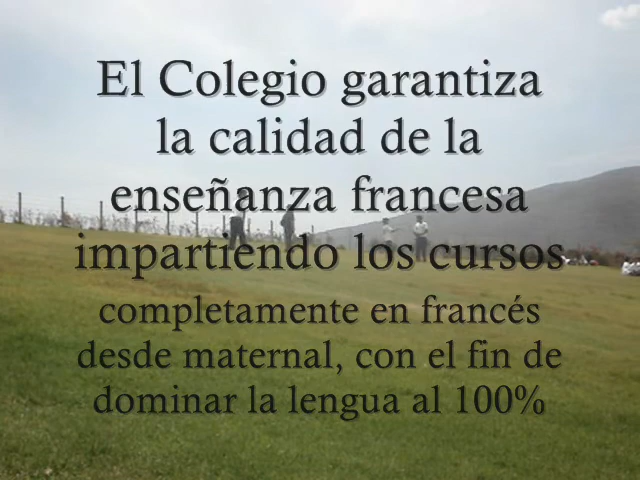 El Colegio garantiza
la calidad de la
enseñanza francesa
impartiendo los cursos
completamente en francés
desde maternal, con el fin de
dominar la lengua al 100%